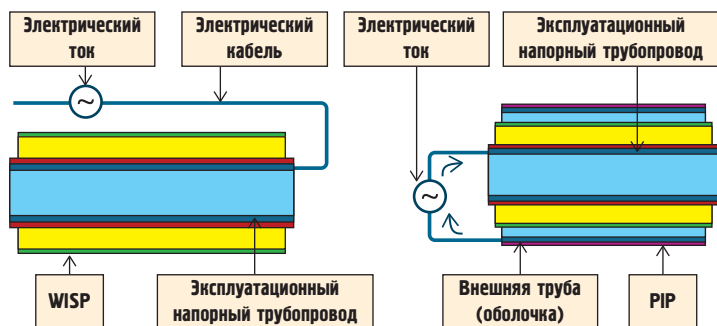 Электрический
ток
Электрический
кабель
Электрический
ток
Эксплуатационный
напорный трубопровод
~
~
WISP
Эксплуатационный
напорный трубопровод
Внешняя труба
(оболочка)
PIP